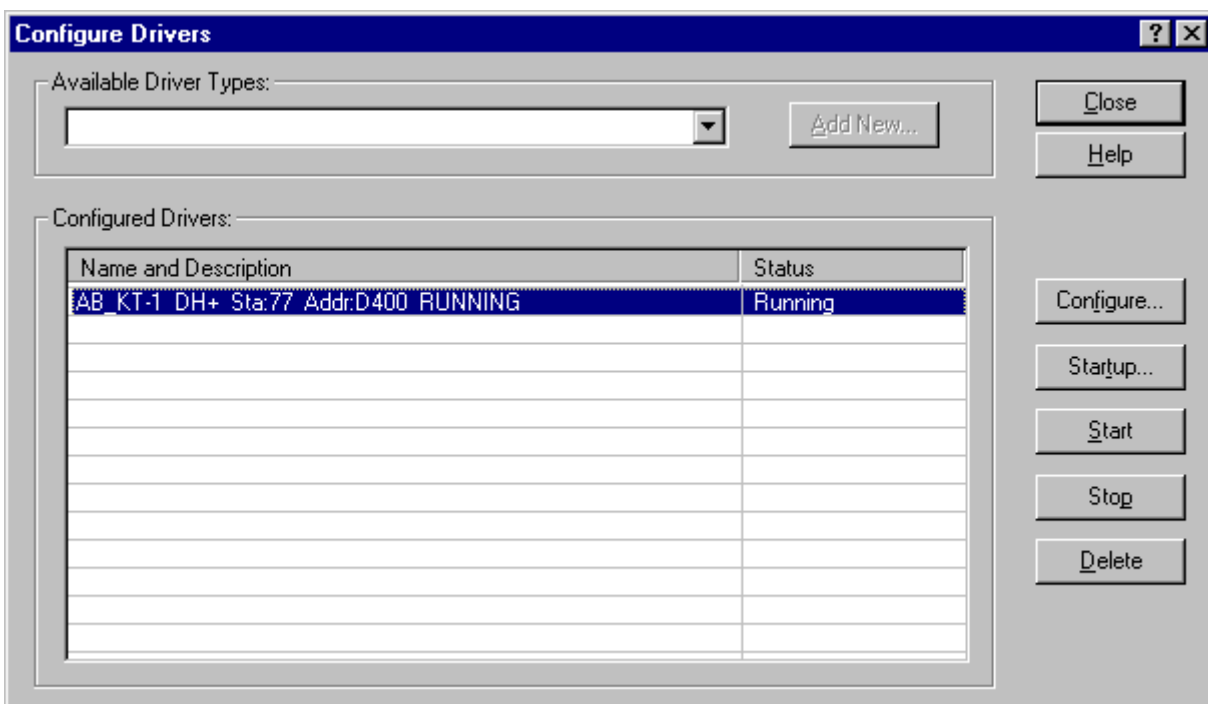 Configure Drivers
Available Driver Types:
Add New...
Close
Help
Configured Drivers:
Name and Description Status
AB_KT-1 DH+ Sta:77 Addr:D400 RUNNING Running
Configure...
Startup...
Start
Stop
Delete